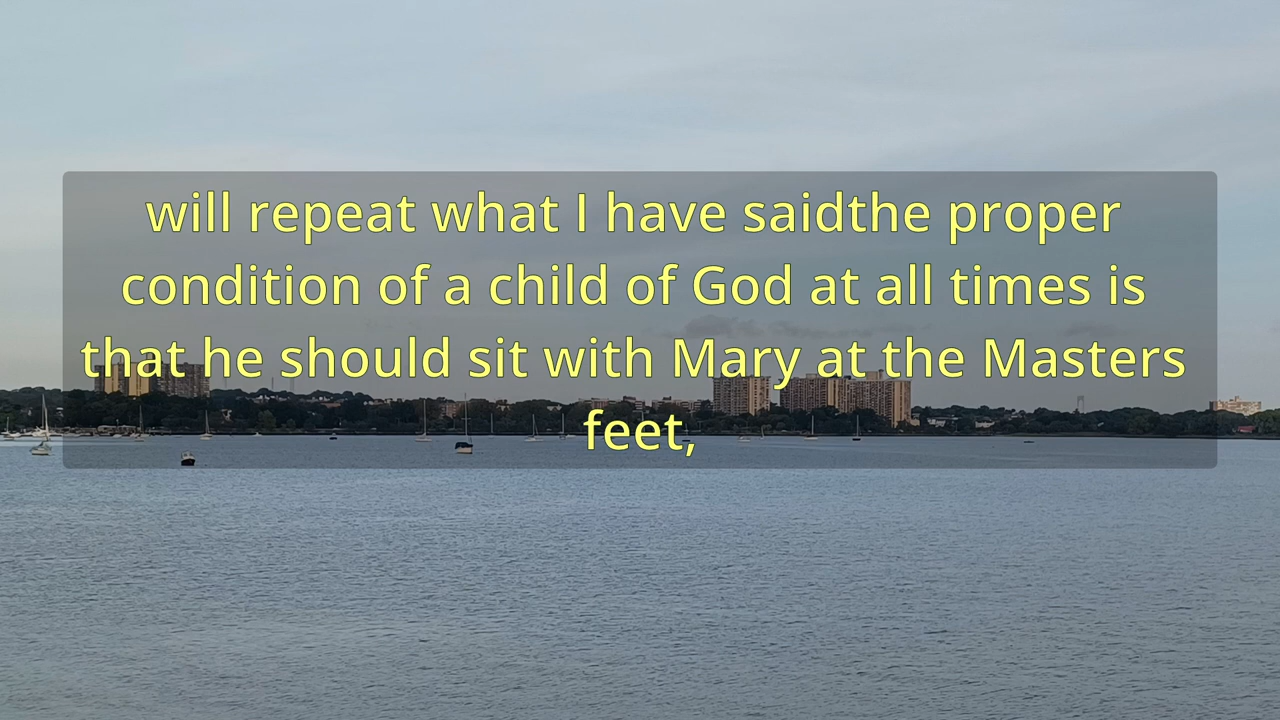 will repeat what I have saidthe proper
condition of a child of God at all times is
that he should sit with Mary at the Masters
feet,